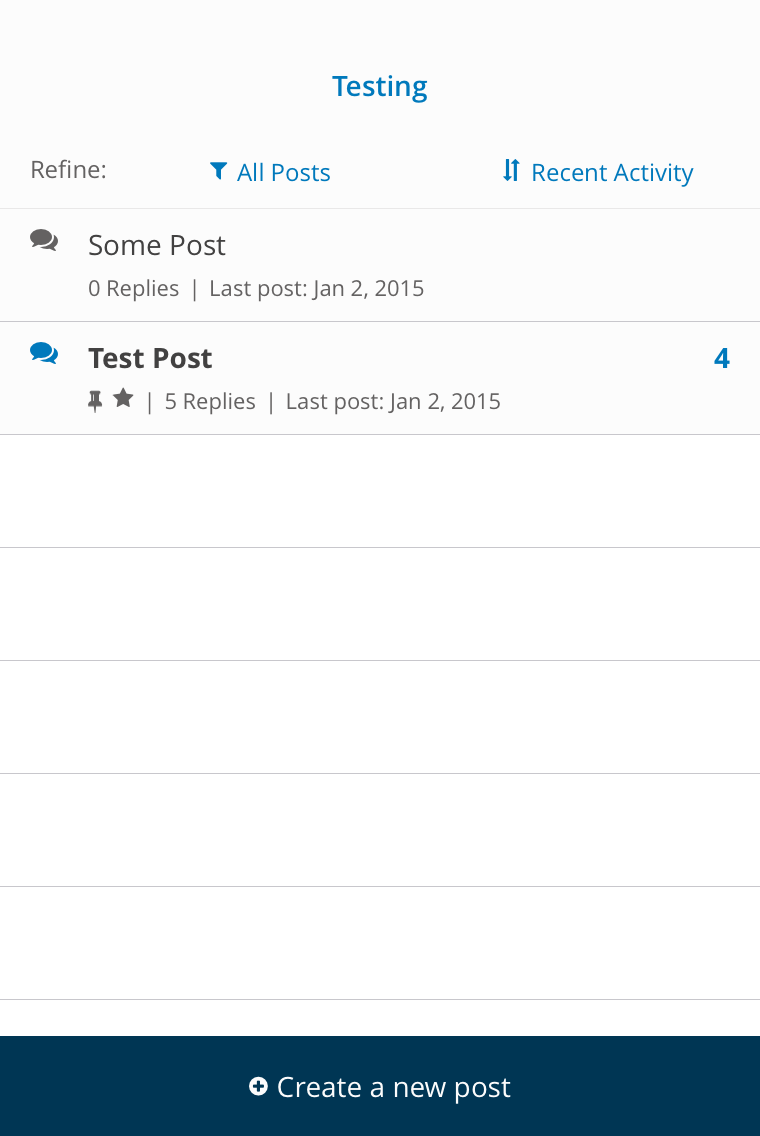 Testing
Refine: All Posts Recent Activity
Some Post
0 Replies | Last post: Jan 2, 2015
Test Post 4
| 5 Replies | Last post: Jan 2, 2015
Create a new post